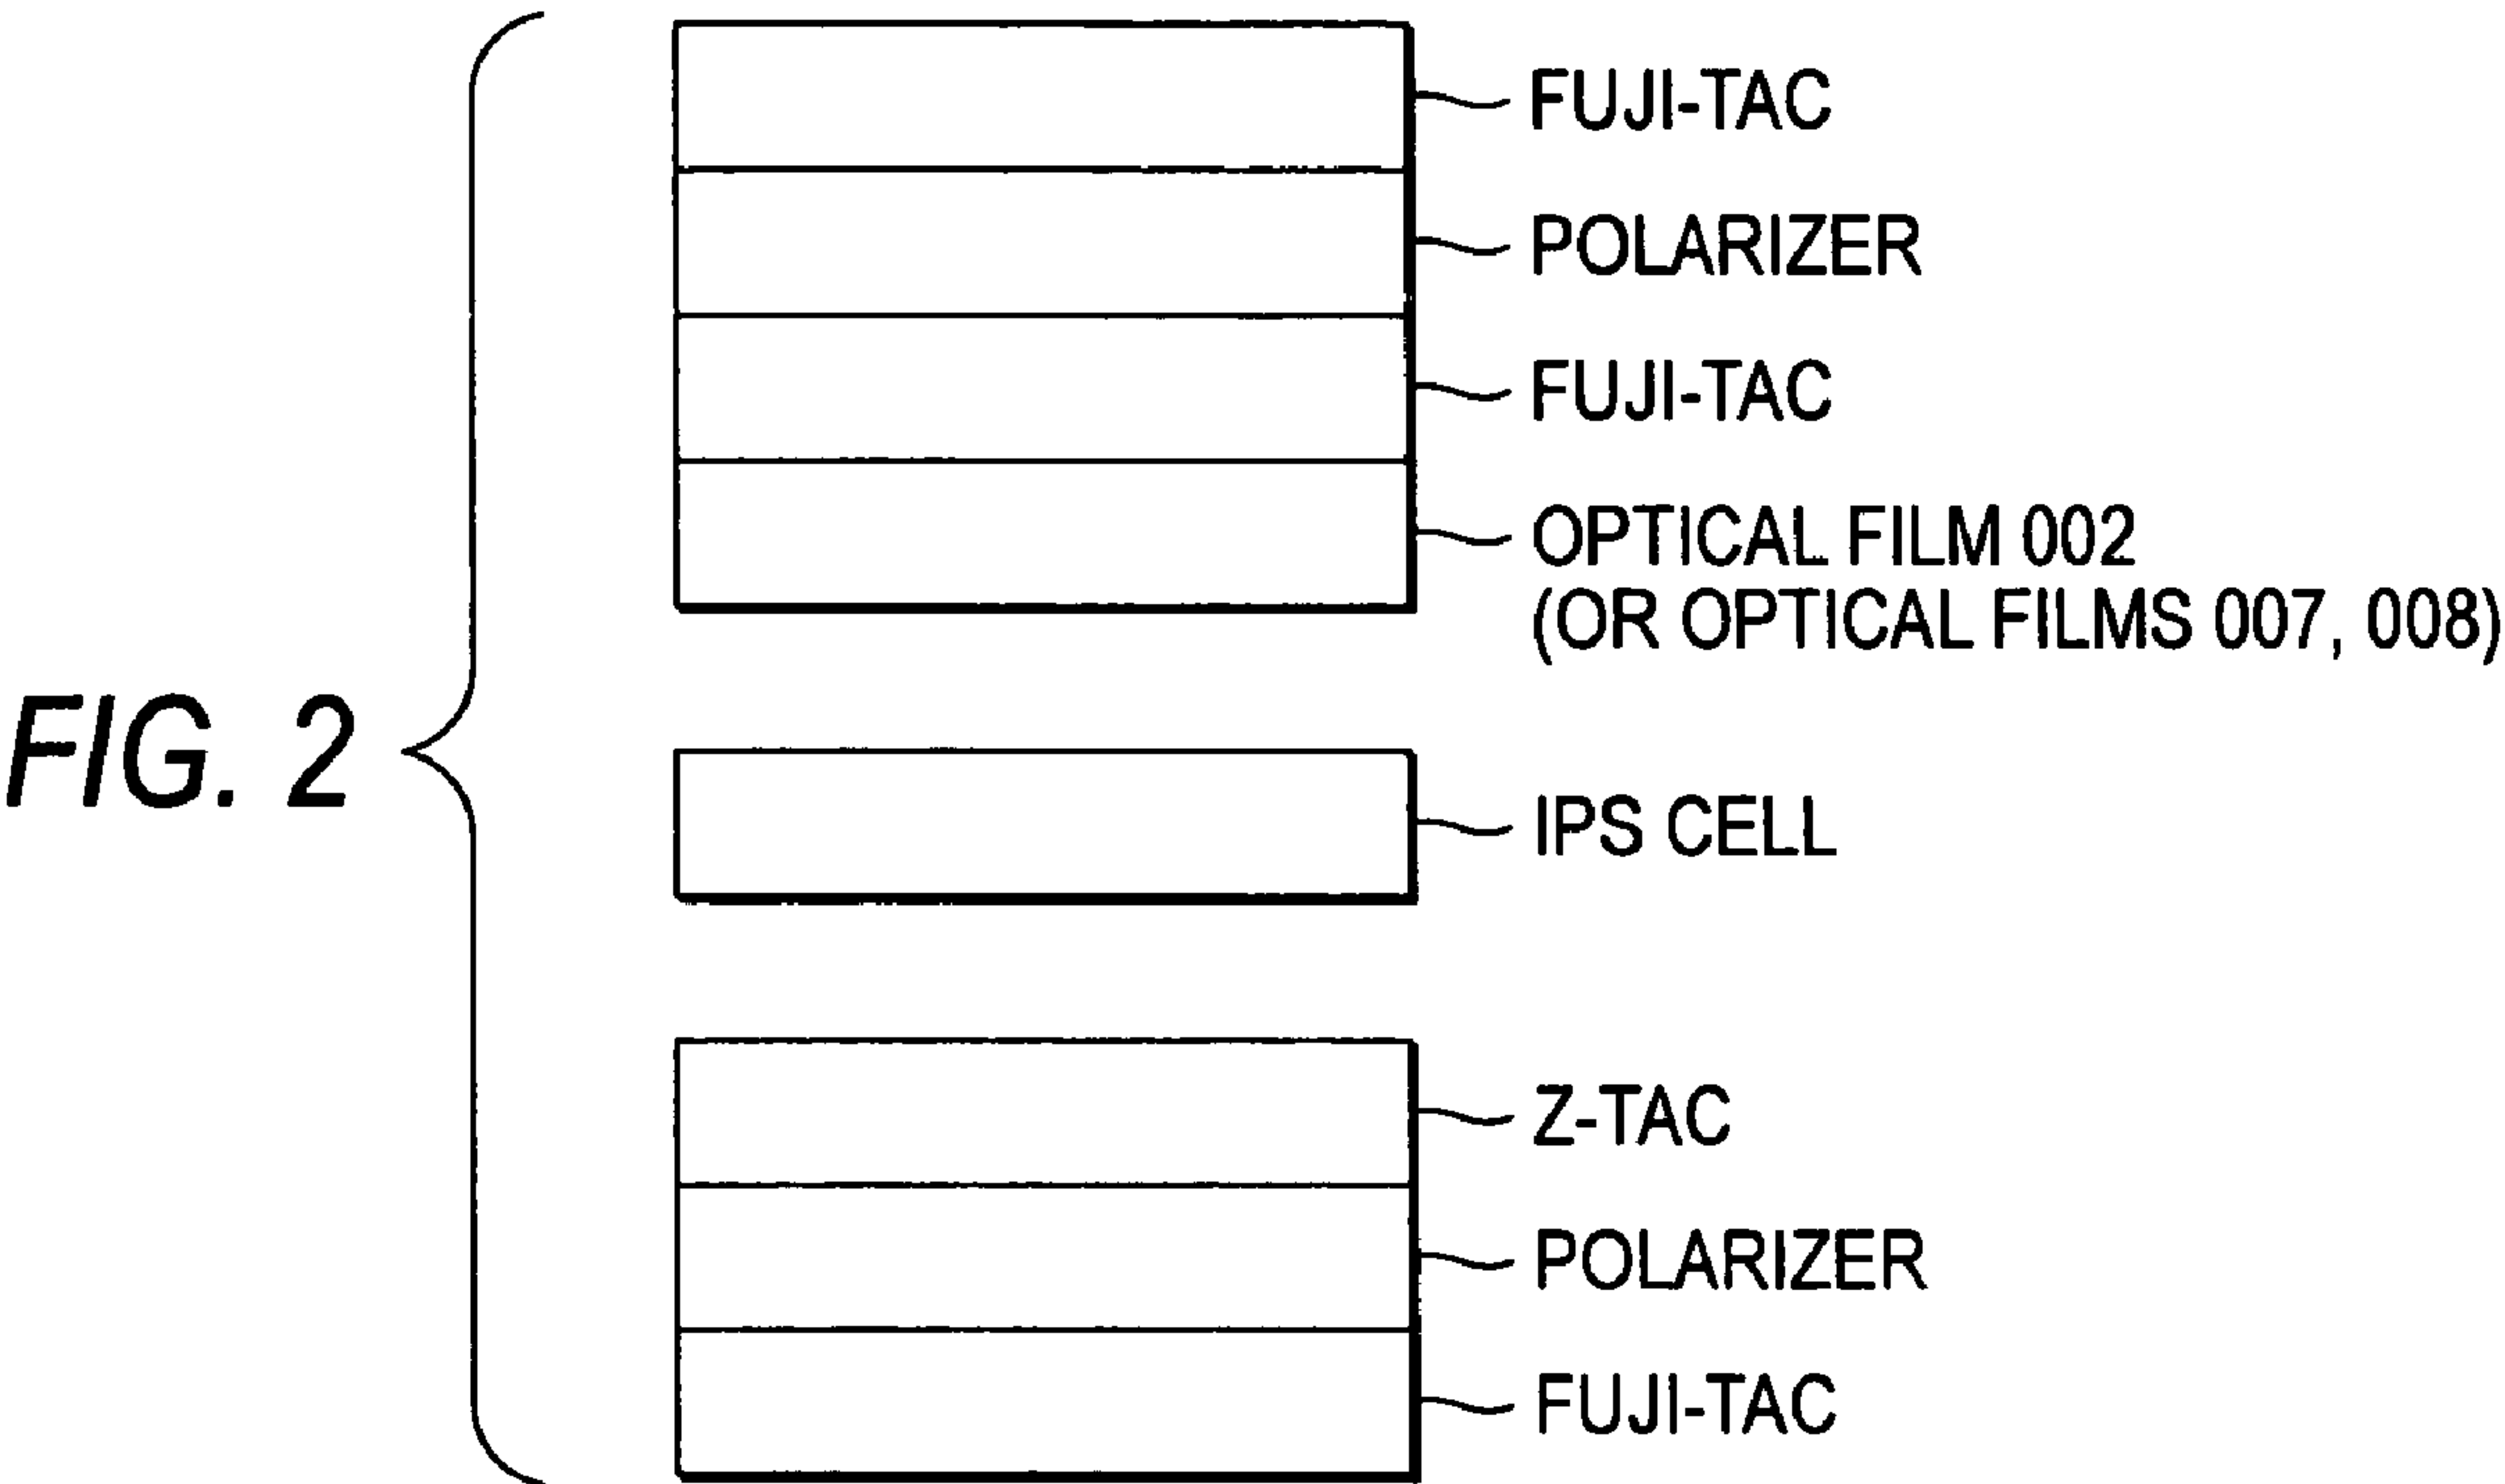 FIG. 2
FUJI-TAC
POLARIZER
FUJI-TAC
OPTICAL FILM 002
(OR OPTICAL FILMS 007, 008)
IPS CELL
Z-TAC
POLARIZER
FUJI-TAC